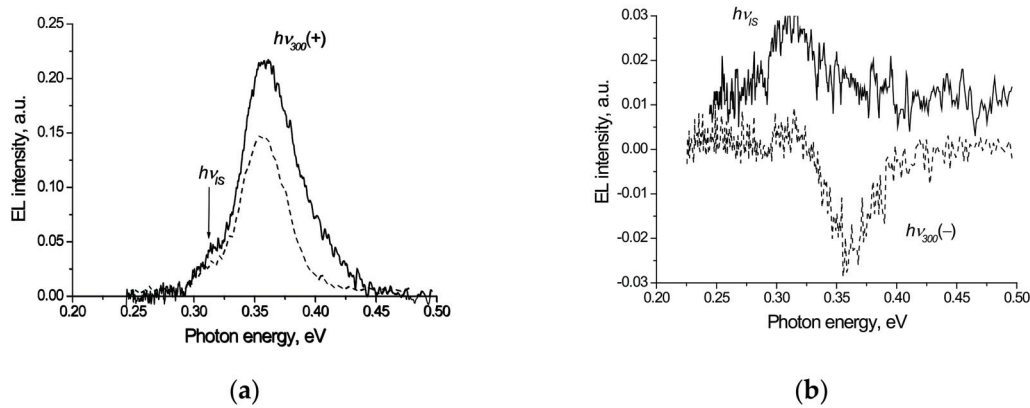 0.25
0.20
0.15
0.10
0.05
0.00
EL intensity, a.u.
hν300(+)
hνIS
0.20 0.25 0.30 0.35 0.40 0.45 0.50
Photon energy, eV
(a)
0.03
0.02
0.01
0.00
-0.01
-0.02
-0.03
EL intensity, a.u.
hνIS
hν300(−)
0.20 0.25 0.30 0.35 0.40 0.45 0.50
Photon energy, eV
(b)